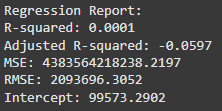 Regression Report:
R-squared: 0.0001
Adjusted R-squared: -0.0597
MSE: 4383564218238.2197
RMSE: 2093696.3052
Intercept: 99573.2902